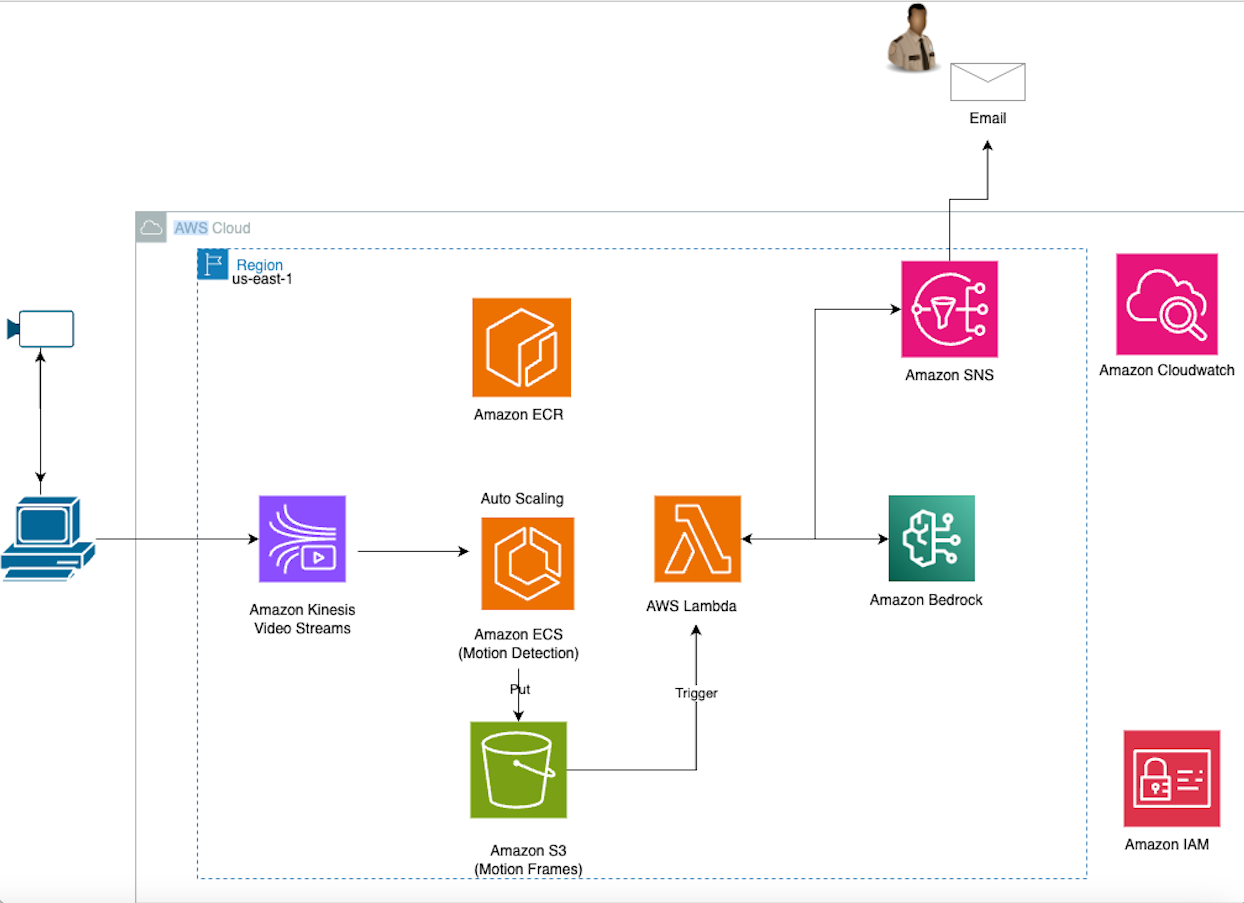 Email
AWS Cloud
Region
us-east-1
Amazon ECR
Amazon SNS
Amazon Cloudwatch
Auto Scaling
Amazon Kinesis
Video Streams
Amazon ECS
(Motion Detection)
AWS Lambda
Amazon Bedrock
Put
Trigger
Amazon S3
(Motion Frames)
Amazon IAM